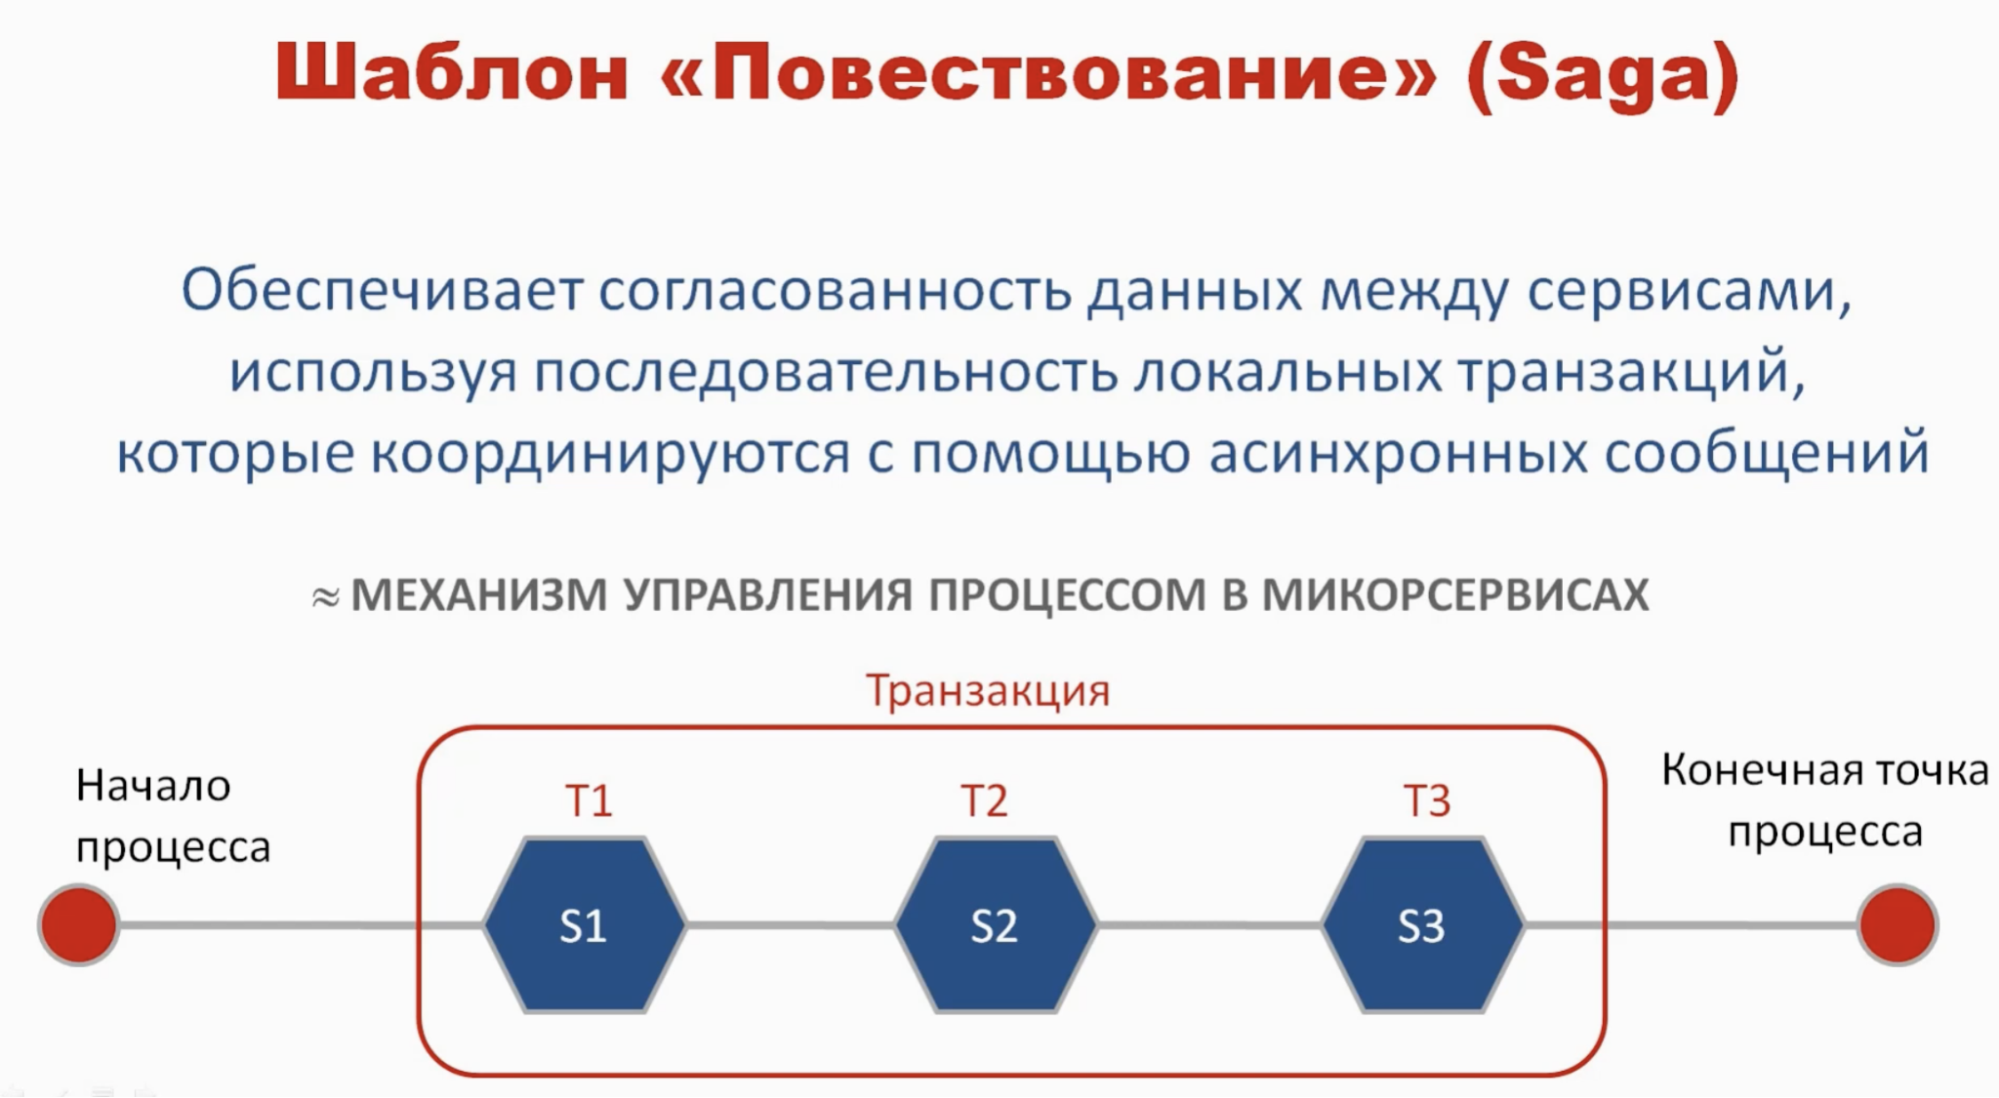 Шаблон «Повествование» (Saga)
Обеспечивает согласованность данных между сервисами,
используя последовательность локальных транзакций,
которые координируются с помощью асинхронных сообщений
≈ МЕХАНИЗМ УПРАВЛЕНИЯ ПРОЦЕССОМ В МИКОРСЕРВИСАХ
Транзакция
Начало
процесса
T1
T2
T3
S1
S2
S3
Конечная точка
процесса